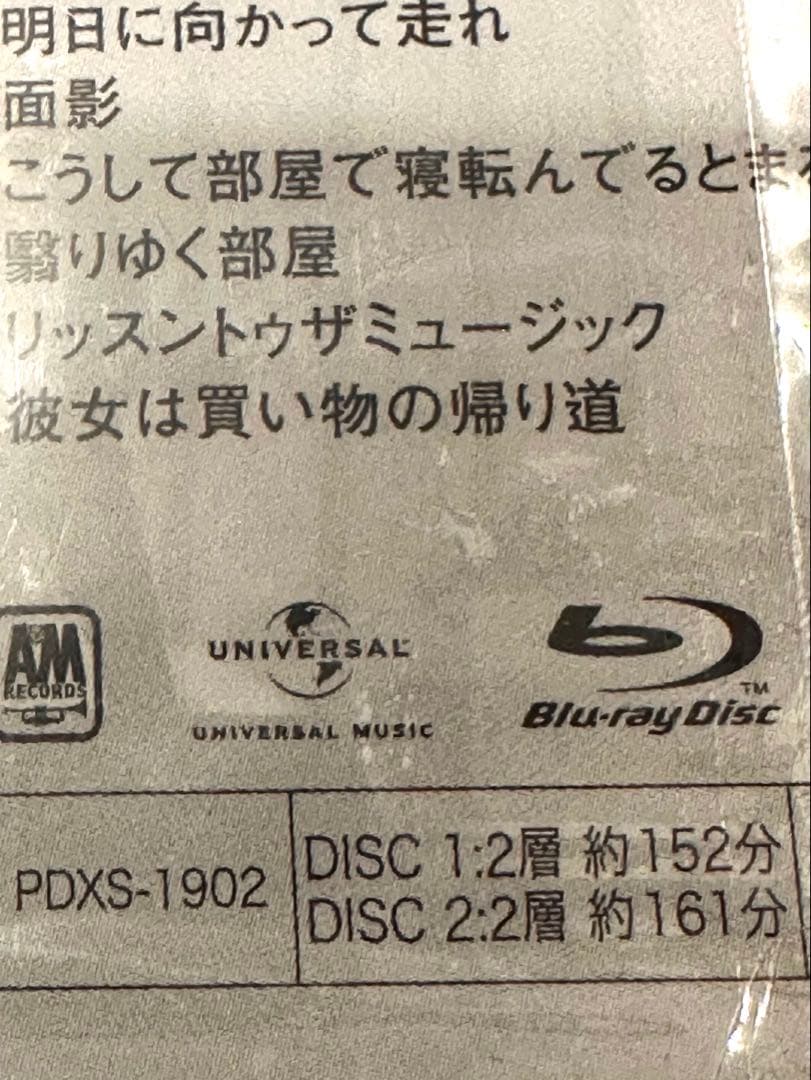 明日に向かって走れ
面影
こうして部屋で寝転んでるとまる
翳りゆく部屋
リッスントゥザミュージック
彼女は買い物の帰り道
A&M
RECORDS
UNIVERSAL
UNIVERSAL MUSIC
Blu-ray Disc
TM
PDXS-1902
DISC 1:2層 約152分
DISC 2:2層 約161分